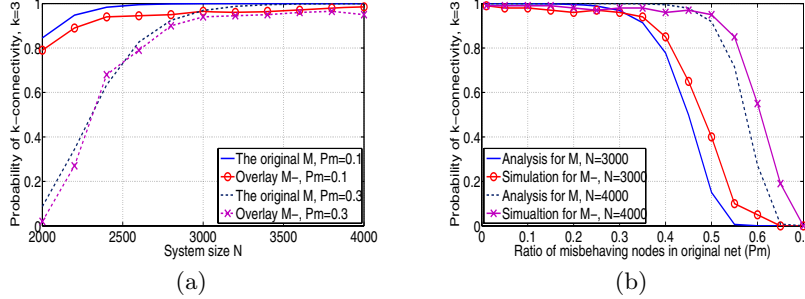 Probability of k−connectivity, k=3
1
0.8
0.6
0.4
0.2
0
2000
2500
3000
3500
4000
System size N
The original M, Pm=0.1
Overlay M−, Pm=0.1
The original M, Pm=0.3
Overlay M−, Pm=0.3
(a)
Probability of k−connectivity, k=3
1
0.8
0.6
0.4
0.2
0
0
0.1
0.2
0.3
0.4
0.5
0.6
0.7
Ratio of misbehaving nodes in original net (Pm)
Analysis for M, N=3000
Simulation for M−, N=3000
Analysis for M, N=4000
Simualtion for M−, N=4000
(b)